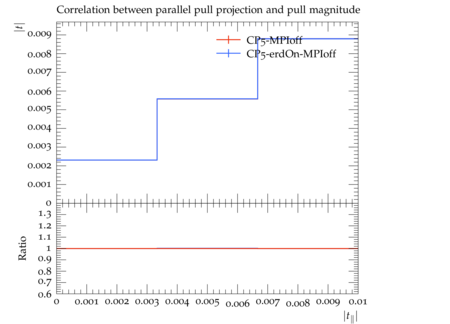 Correlation between parallel pull projection and pull magnitude
|t|
CP5-MPIoff
CP5-erdOn-MPIoff
0.009
0.008
0.007
0.006
0.005
0.004
0.003
0.002
0.001
0
Ratio
1.3
1.2
1.1
1
0.9
0.8
0.7
0.6
0 0.001 0.002 0.003 0.004 0.005 0.006 0.007 0.008 0.009 0.01
|t∥|